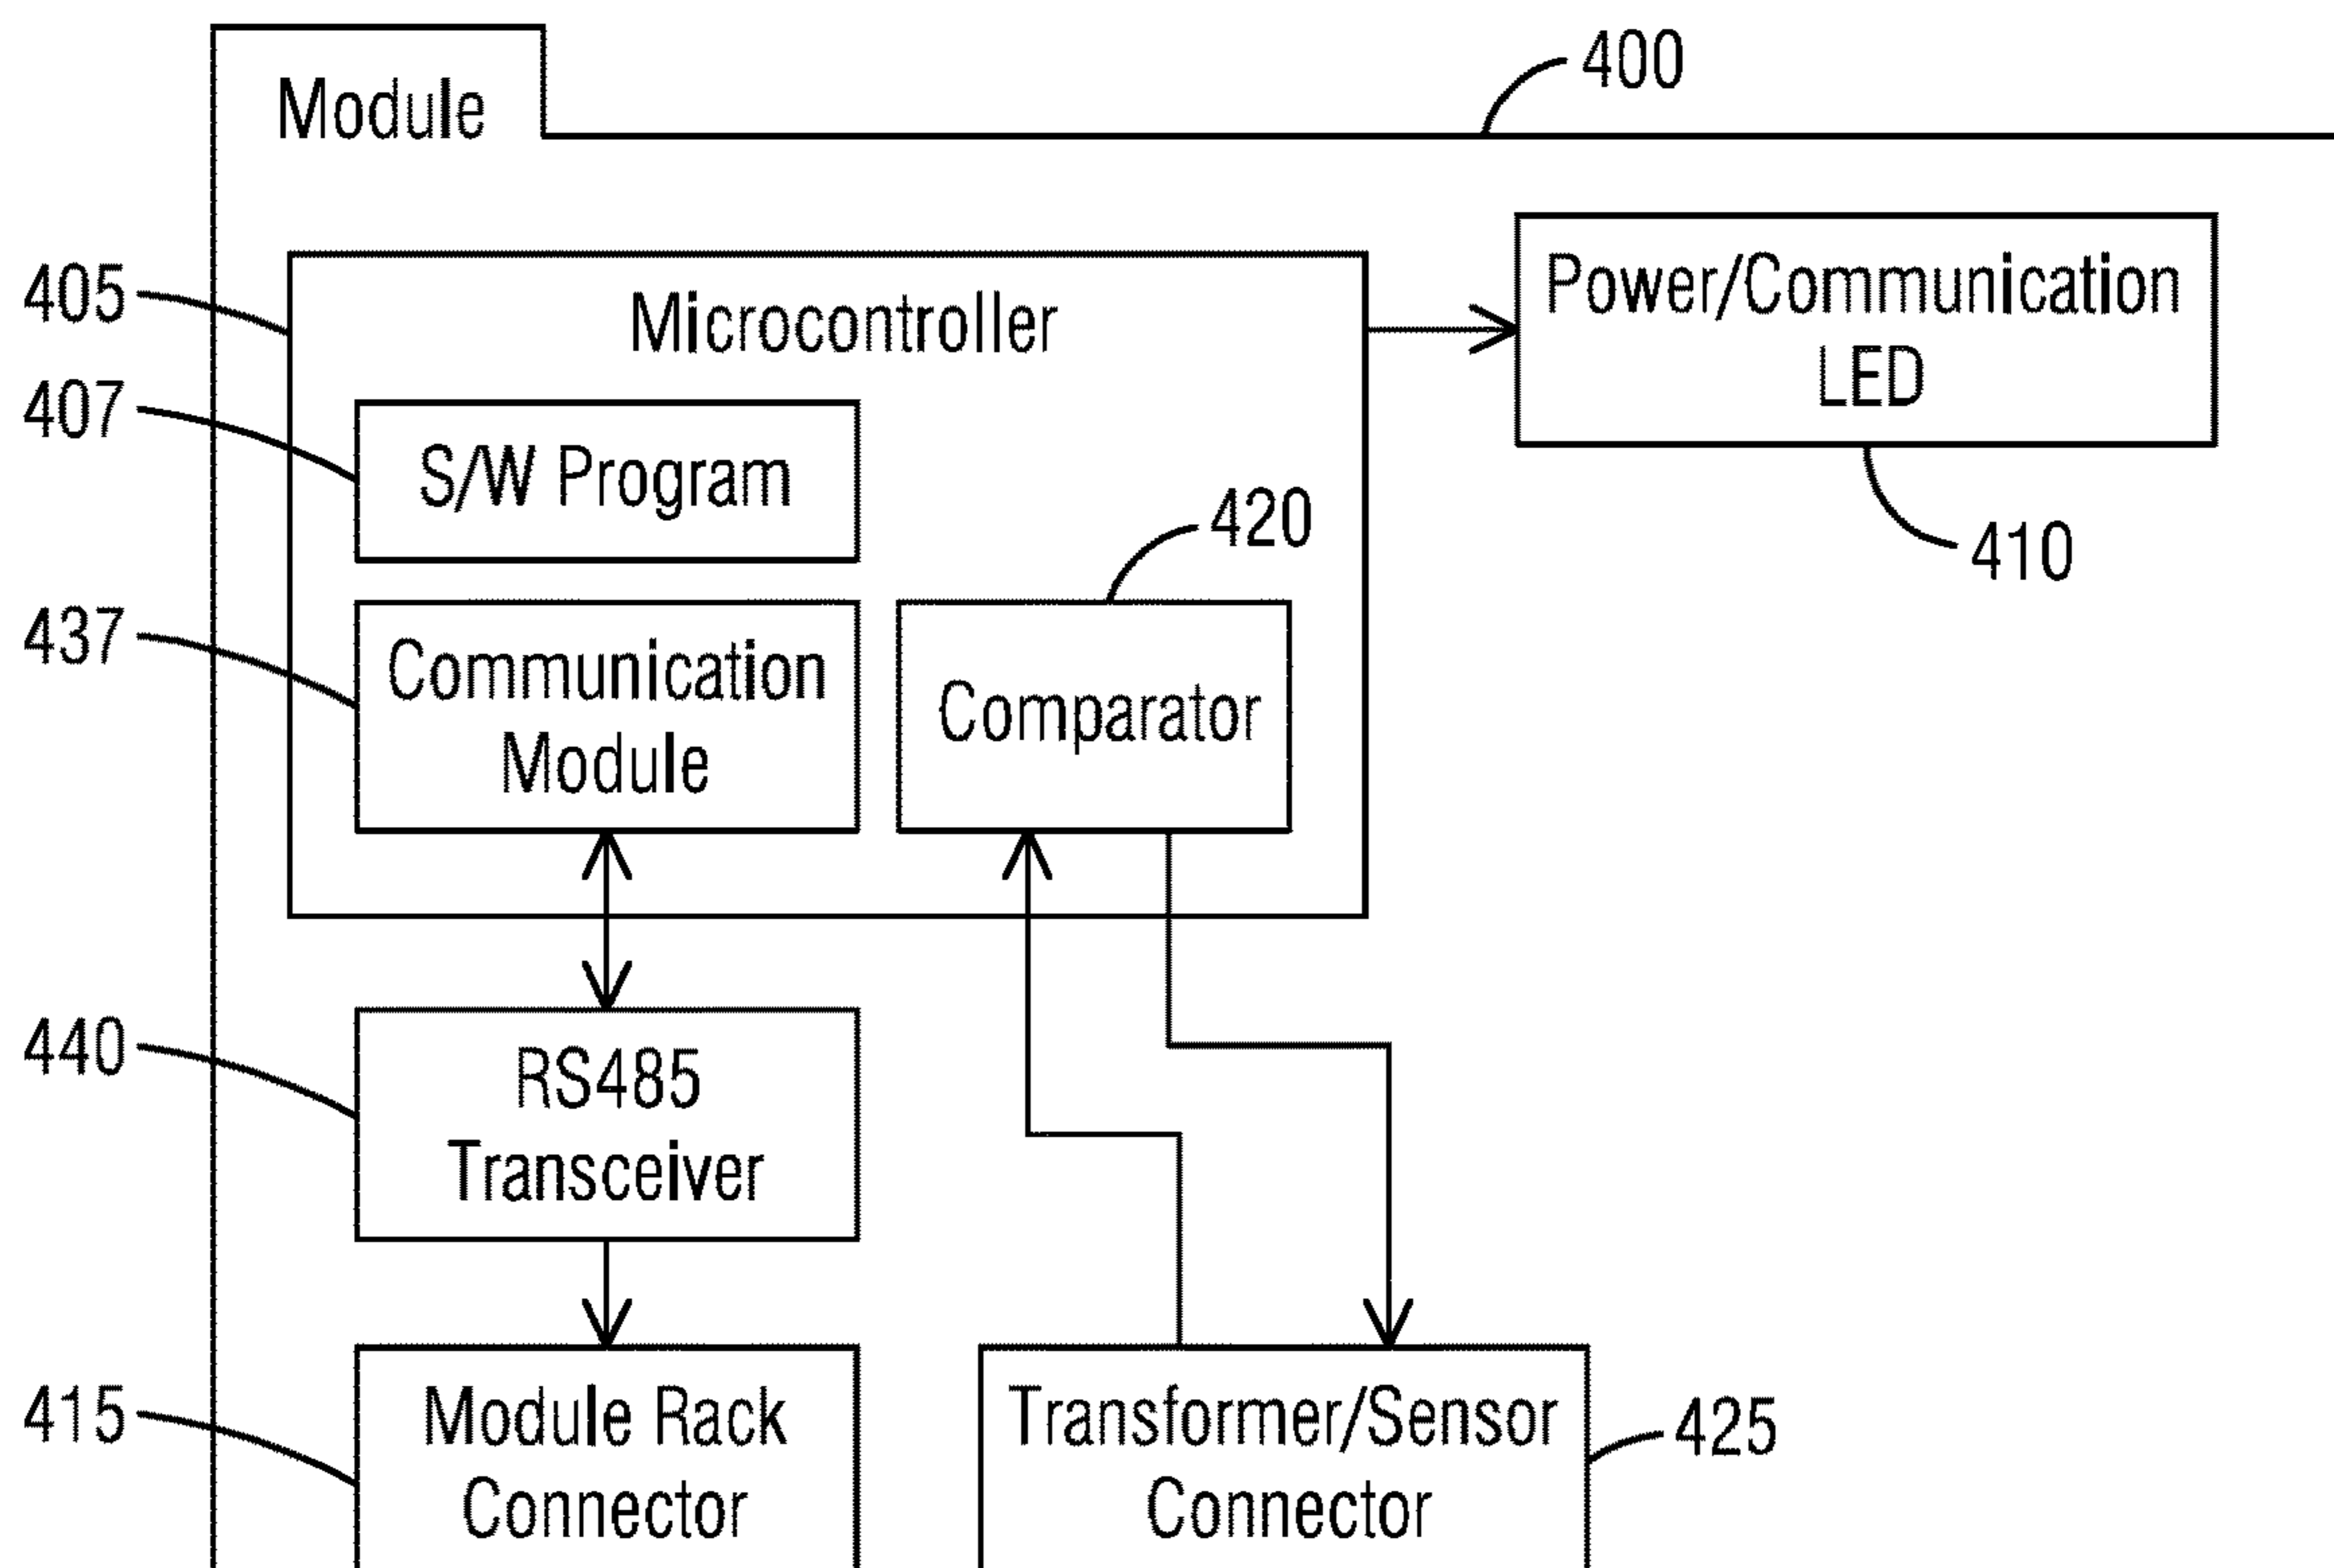 400
Module
405
Microcontroller
Power/Communication
LED
407
S/W Program
420
410
437
Communication
Module
Comparator
440
RS485
Transceiver
415
Module Rack
Connector
Transformer/Sensor
Connector
425